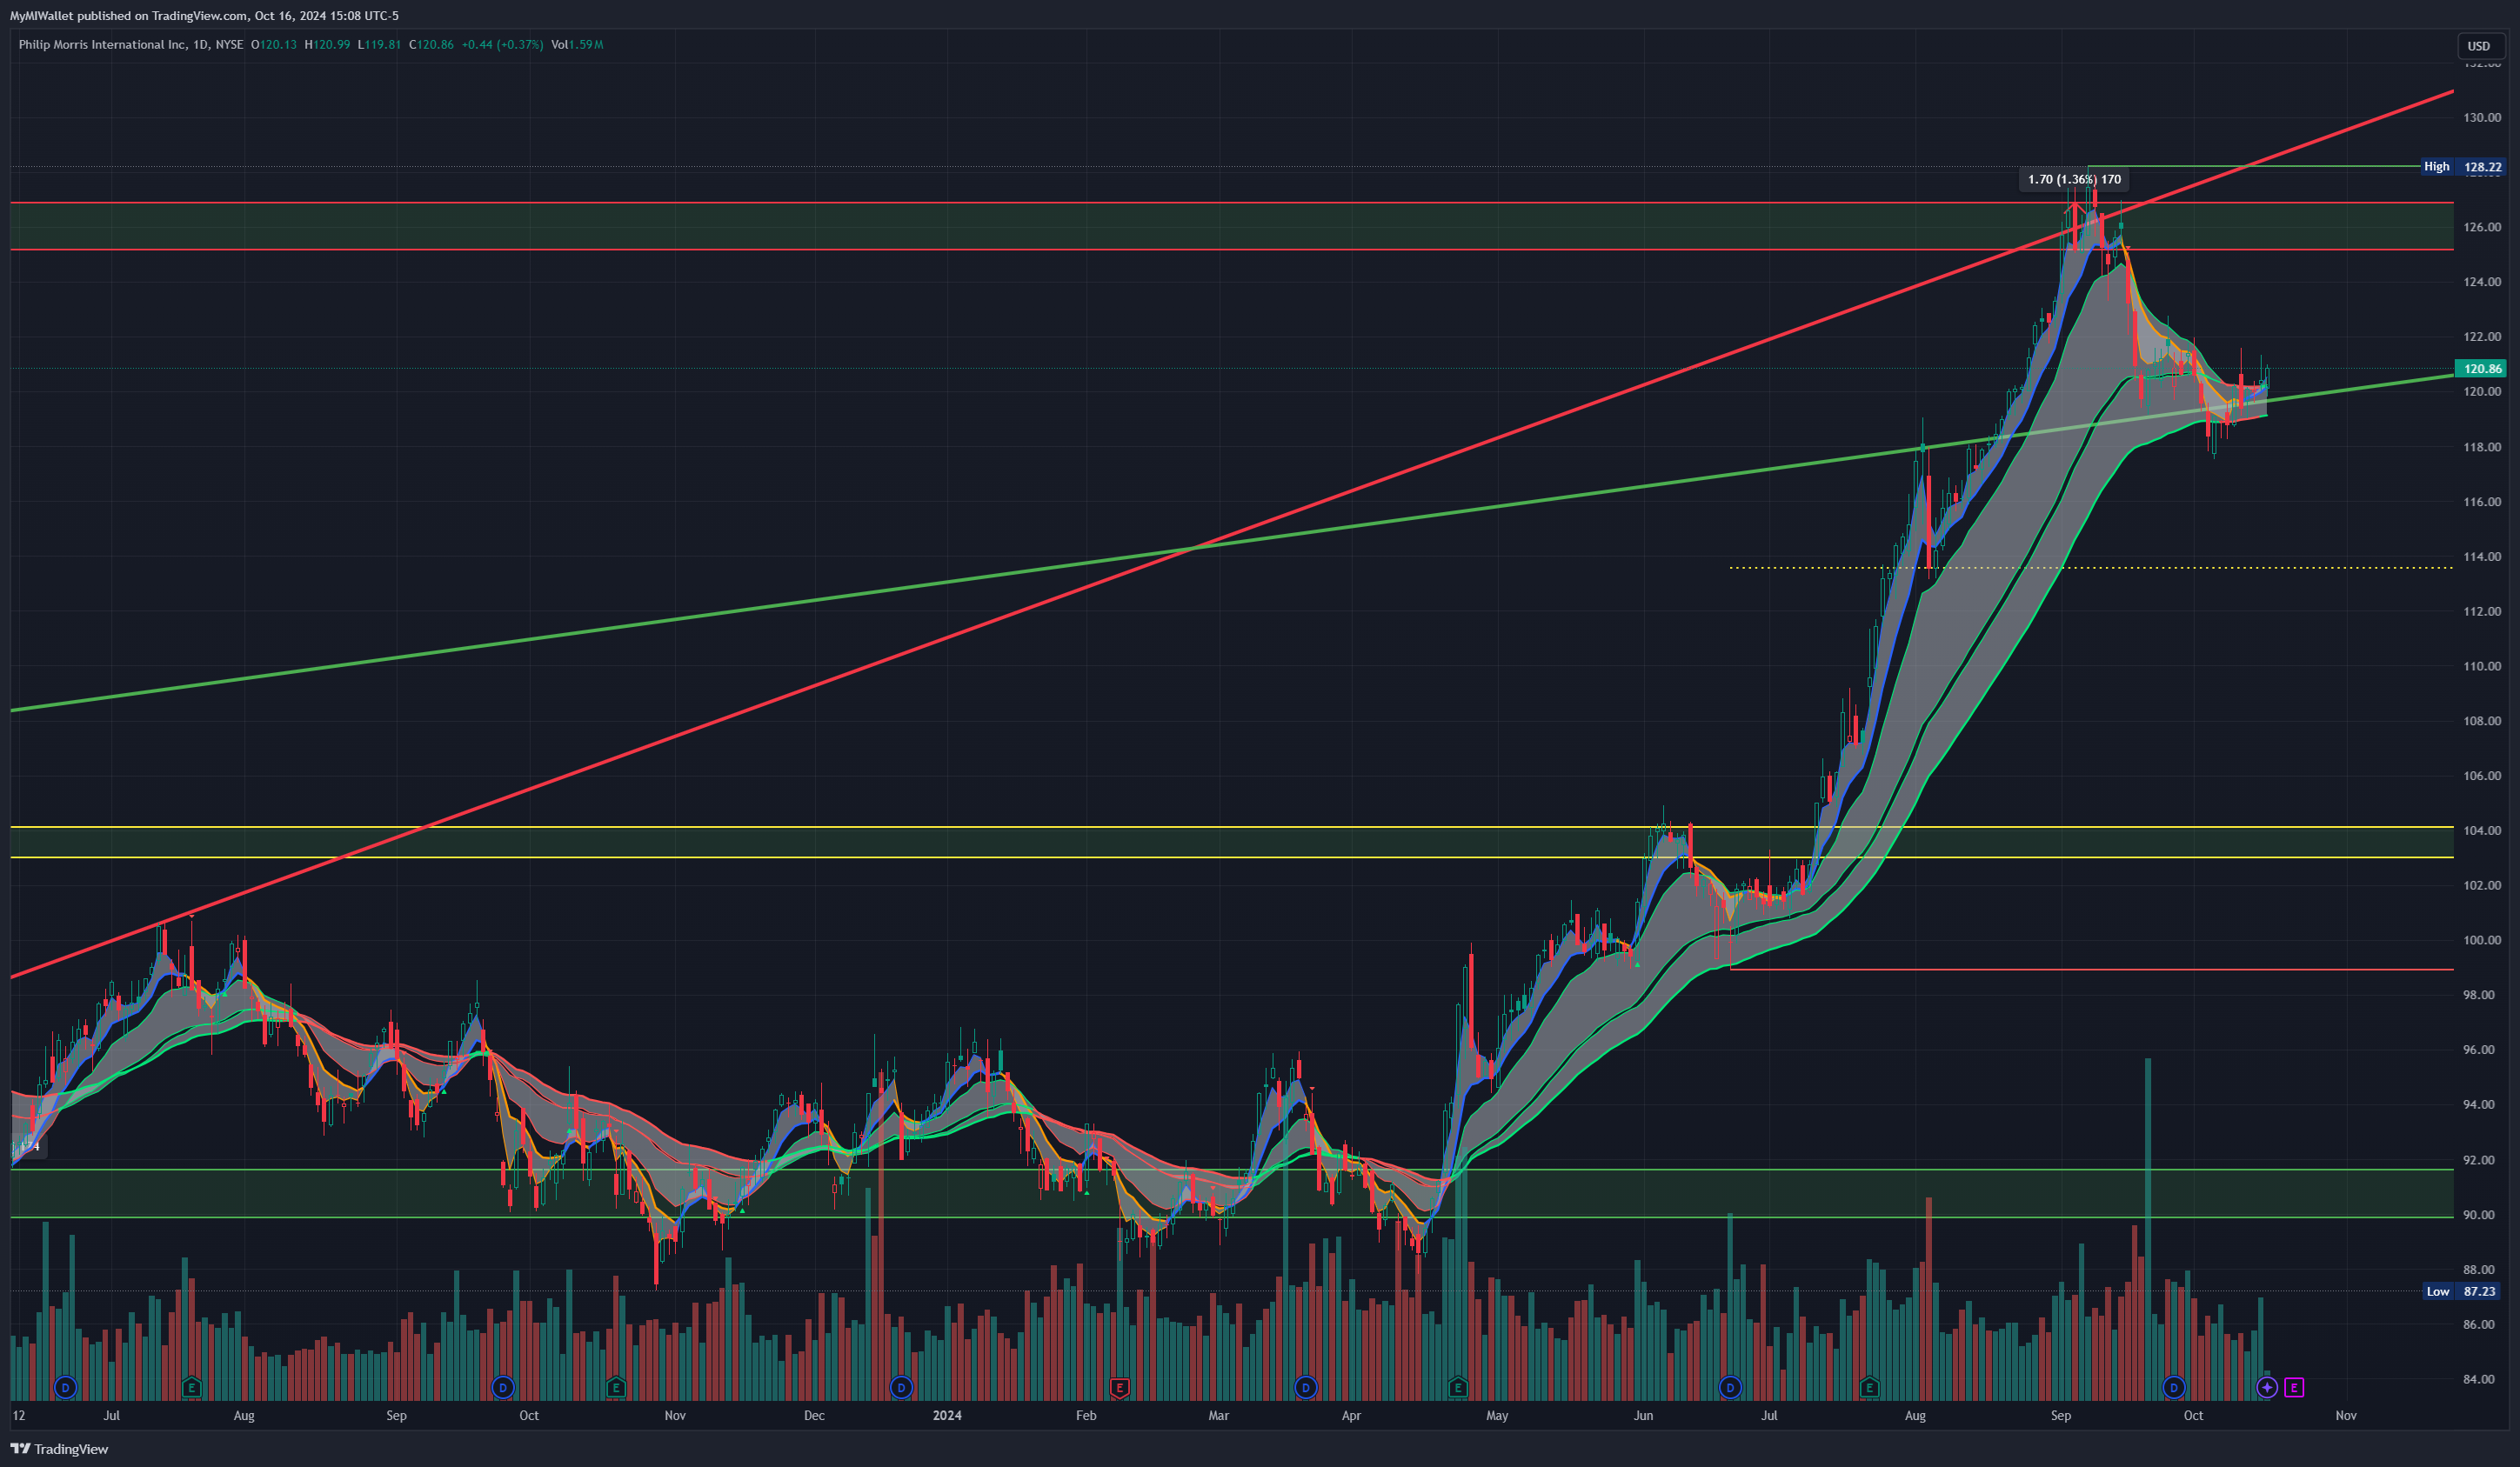 MyMIWallet published on TradingView.com, Oct 16, 2024 15:08 UTC-5
Philip Morris International Inc, 1D, NYSE O120.13 H120.99 L119.81 C120.86 +0.44 (+0.37%) Vol1.59M
USD
132.00
130.00
High 128.22
1.70 (1.36%) 170
126.00
124.00
122.00
120.86
120.00
118.00
116.00
114.00
112.00
110.00
108.00
106.00
104.00
102.00
100.00
98.00
96.00
94.00
92.00
90.00
88.00
Low 87.23
86.00
84.00
D E D E D E D E D E D E
12 Jul Aug Sep Oct Nov Dec 2024 Feb Mar Apr May Jun Jul Aug Sep Oct Nov
TradingView